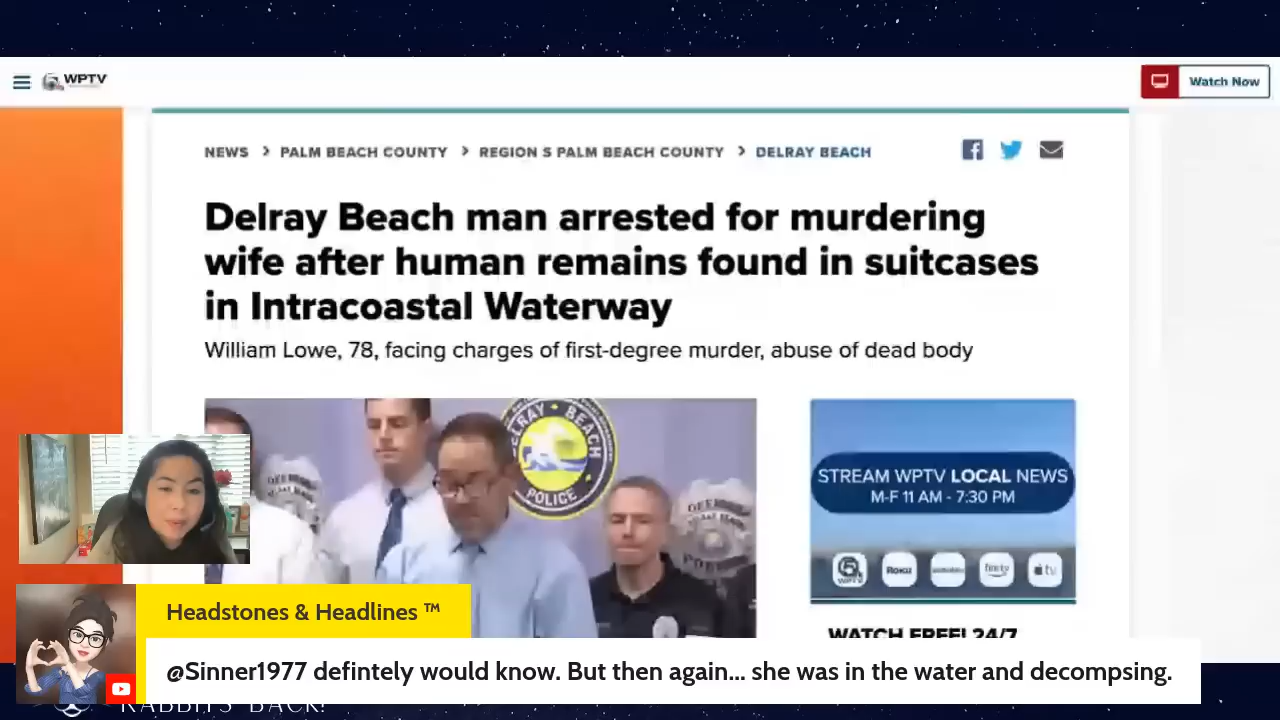 WPTV
Watch Now
NEWS > PALM BEACH COUNTY > REGION S PALM BEACH COUNTY > DELRAY BEACH
Delray Beach man arrested for murdering
wife after human remains found in suitcases
in Intracoastal Waterway
William Lowe, 78, facing charges of first-degree murder, abuse of dead body
DELRAY BEACH
POLICE
STREAM WPTV LOCAL NEWS
M-F 11 AM - 7:30 PM
WPTV
Roku
fire tv
tv
WATCH FREE! 24/7
Headstones & Headlines ™
@Sinner1977 defintely would know. But then again... she was in the water and decompsing.
RABBITS BACK!